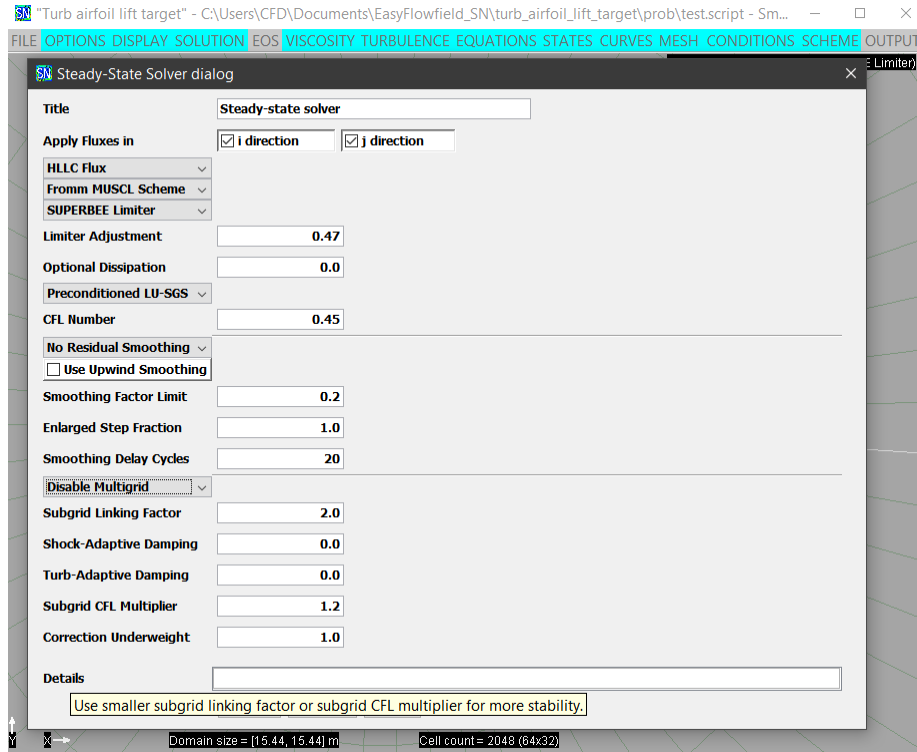 SN "Turb airfoil lift target" - C:\Users\CFD\Documents\EasyFlowfield_SN\turb_airfoil_lift_target\prob\test.script - Sm...
FILE OPTIONS DISPLAY SOLUTION EOS VISCOSITY TURBULENCE EQUATIONS STATES CURVES MESH CONDITIONS SCHEME OUTPUT
E Limiter)
SN Steady-State Solver dialog
Title Steady-state solver
Apply Fluxes in i direction j direction
HLLC Flux
Fromm MUSCL Scheme
SUPERBEE Limiter
Limiter Adjustment 0.47
Optional Dissipation 0.0
Preconditioned LU-SGS
CFL Number 0.45
No Residual Smoothing
Use Upwind Smoothing
Smoothing Factor Limit 0.2
Enlarged Step Fraction 1.0
Smoothing Delay Cycles 20
Disable Multigrid
Subgrid Linking Factor 2.0
Shock-Adaptive Damping 0.0
Turb-Adaptive Damping 0.0
Subgrid CFL Multiplier 1.2
Correction Underweight 1.0
Details
Use smaller subgrid linking factor or subgrid CFL multiplier for more stability.
Y X Domain size = [15.44, 15.44] m Cell count = 2048 (64x32)